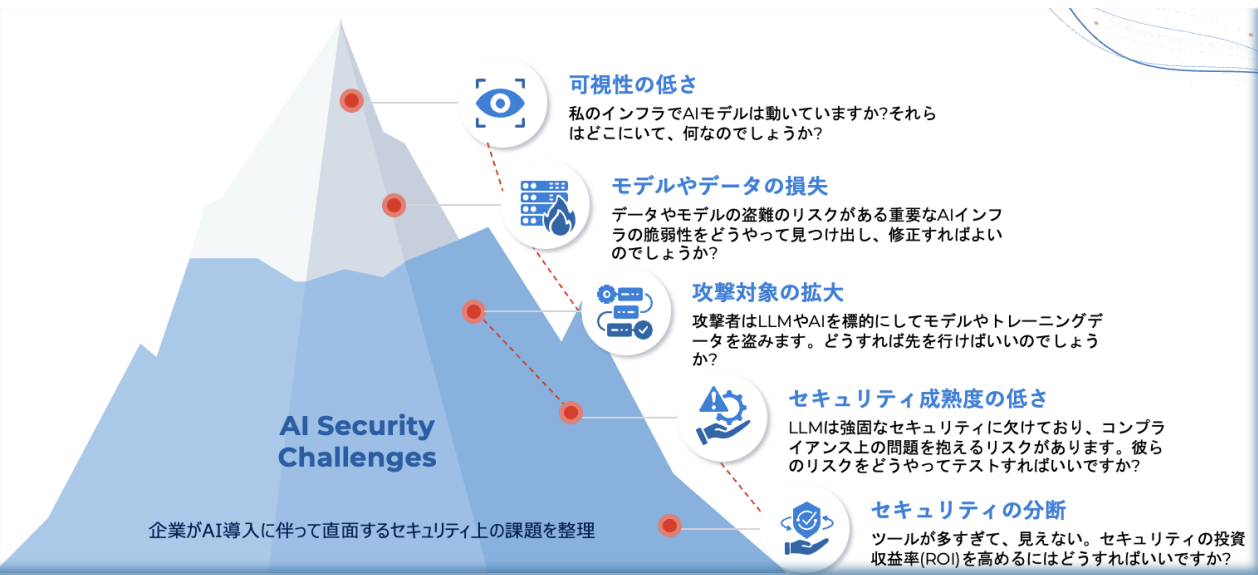 可視性の低さ
私のインフラでAIモデルは動いていますか?それら
はどこにいて、何なのでしょうか?
モデルやデータの損失
データやモデルの盗難のリスクがある重要なAIインフ
ラの脆弱性をどうやって見つけ出し、修正すればよい
のでしょうか?
攻撃対象の拡大
攻撃者はLLMやAIを標的にしてモデルやトレーニングデ
ータを盗みます。どうすれば先を行けばいいのでしょう
か?
セキュリティ成熟度の低さ
LLMは強固なセキュリティに欠けており、コンプラ
イアンス上の問題を抱えるリスクがあります。彼ら
のリスクをどうやってテストすればいいですか?
セキュリティの分断
ツールが多すぎて、見えない。セキュリティの投資
収益率(ROI)を高めるにはどうすればいいですか?
AI Security
Challenges
企業がAI導入に伴って直面するセキュリティ上の課題を整理